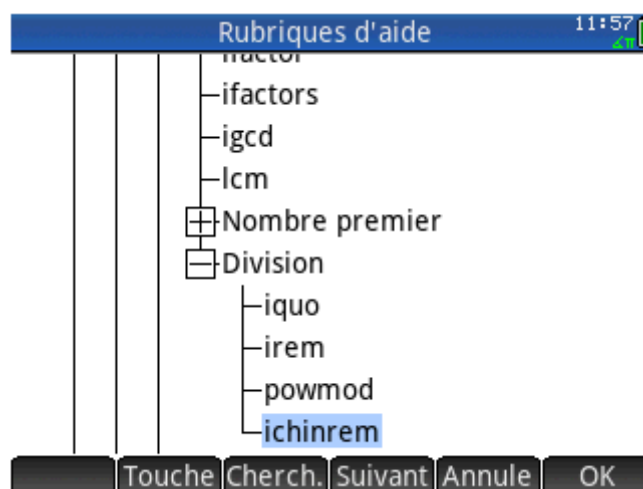 Rubriques d'aide
11:57
∡π
ifactor
ifactors
igcd
lcm
Nombre premier
Division
iquo
irem
powmod
ichinrem
Touche Cherch. Suivant Annule OK